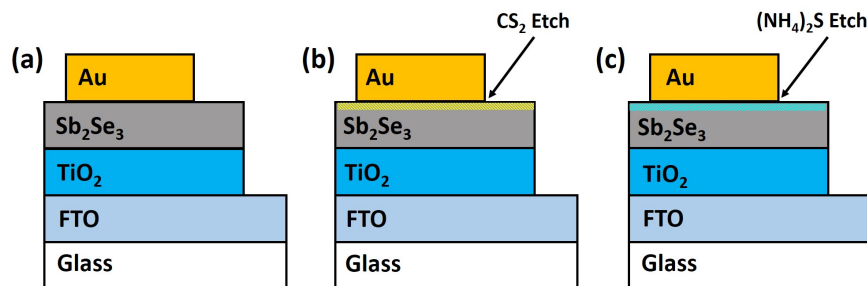 CS₂ Etch
(NH₄)₂S Etch
(a)
Au
Sb₂Se₃
TiO₂
FTO
Glass
(b)
Au
Sb₂Se₃
TiO₂
FTO
Glass
(c)
Au
Sb₂Se₃
TiO₂
FTO
Glass